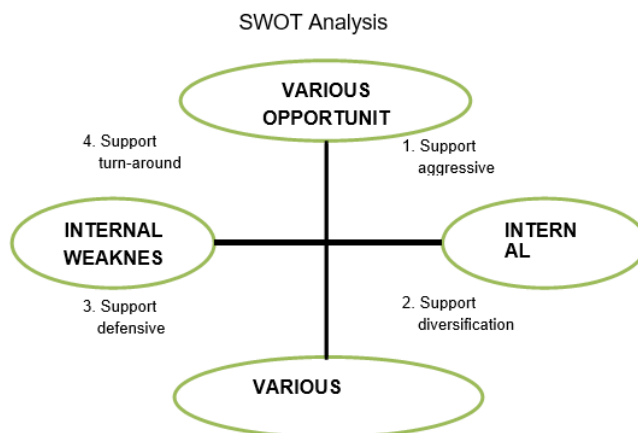 SWOT Analysis
VARIOUS
OPPORTUNIT
4. Support
turn-around
1. Support
aggressive
INTERNAL
WEAKNES
INTERN
AL
3. Support
defensive
2. Support
diversification
VARIOUS